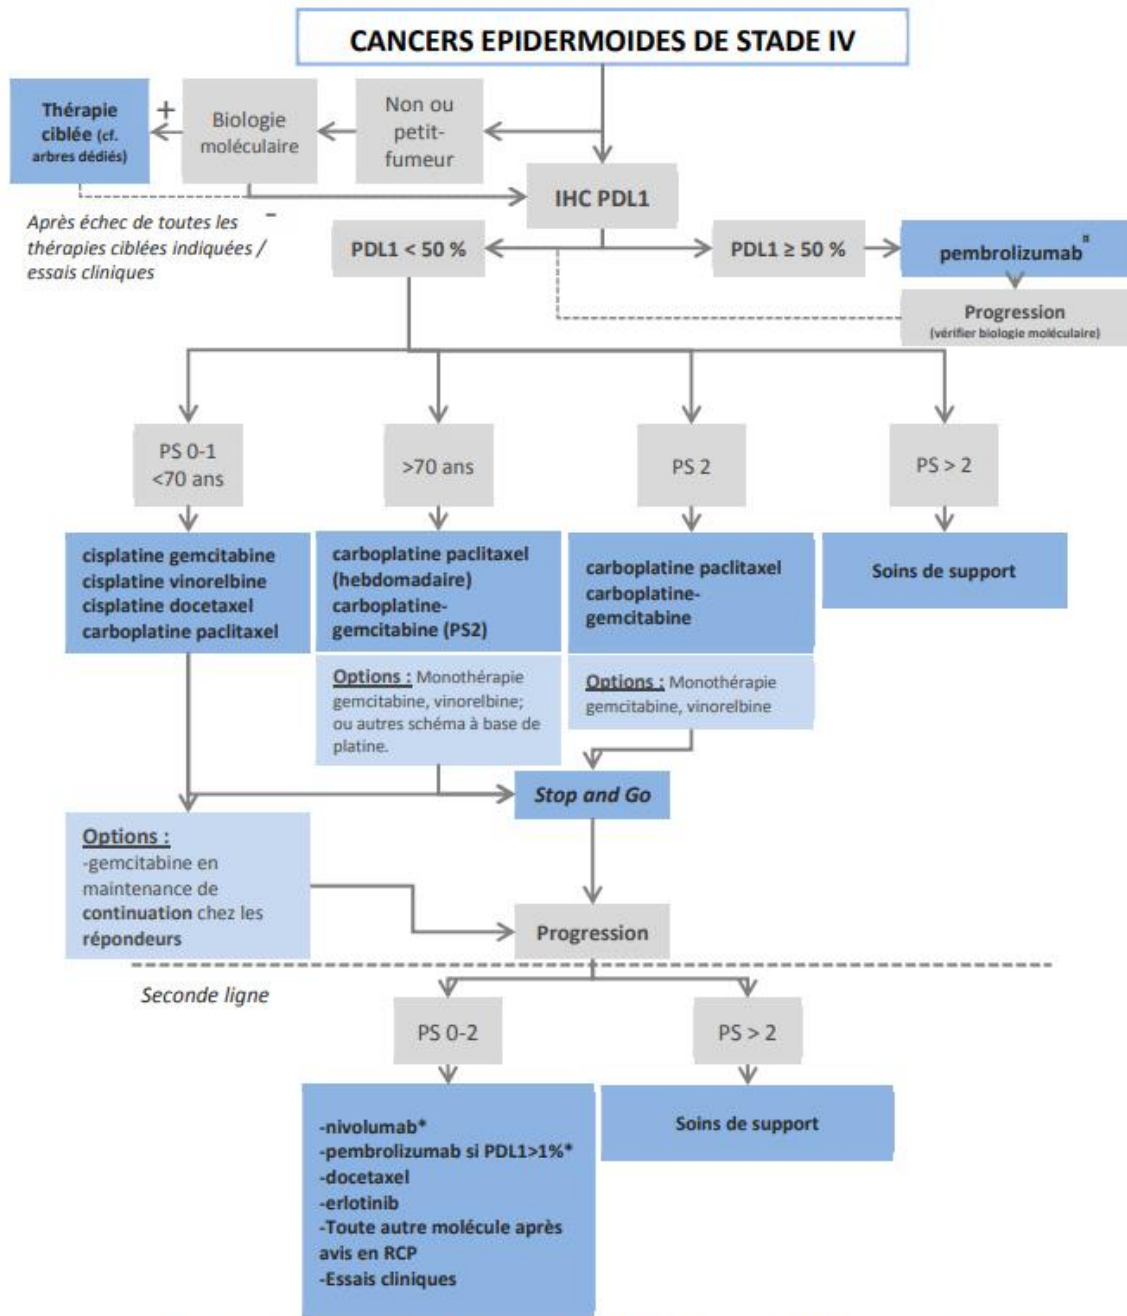 CANCERS EPIDERMOIDES DE STADE IV
Thérapie
ciblée (cf.
arbres dédiés)
+
Biologie
moléculaire
Non ou
petit-
fumeur
IHC PDL1
-
Après échec de toutes les
thérapies ciblées indiquées /
essais cliniques
PDL1 < 50 %
PDL1 ≥ 50 %
pembrolizumab¤
Progression
(vérifier biologie moléculaire)
PS 0-1
<70 ans
>70 ans
PS 2
PS > 2
cisplatine gemcitabine
cisplatine vinorelbine
cisplatine docetaxel
carboplatine paclitaxel
carboplatine paclitaxel
(hebdomadaire)
carboplatine-
gemcitabine (PS2)
carboplatine paclitaxel
carboplatine-
gemcitabine
Soins de support
Options : Monothérapie
gemcitabine, vinorelbine;
ou autres schéma à base de
platine.
Options : Monothérapie
gemcitabine, vinorelbine
Stop and Go
Options :
-gemcitabine en
maintenance de
continuation chez les
répondeurs
Progression
Seconde ligne
PS 0-2
PS > 2
-nivolumab*
-pembrolizumab si PDL1>1%*
-docetaxel
-erlotinib
-Toute autre molécule après
avis en RCP
-Essais cliniques
Soins de support